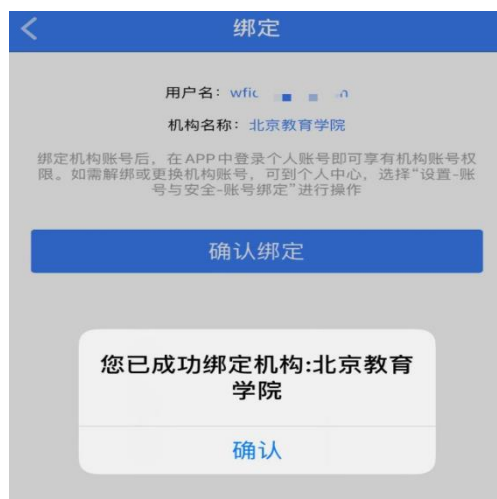 绑定
用户名：wfic
机构名称：北京教育学院
绑定机构账号后，在APP中登录个人账号即可享有机构账号权
限。如需解绑或更换机构账号，可到个人中心，选择“设置-账
号与安全-账号绑定”进行操作
确认绑定
您已成功绑定机构:北京教育
学院
确认